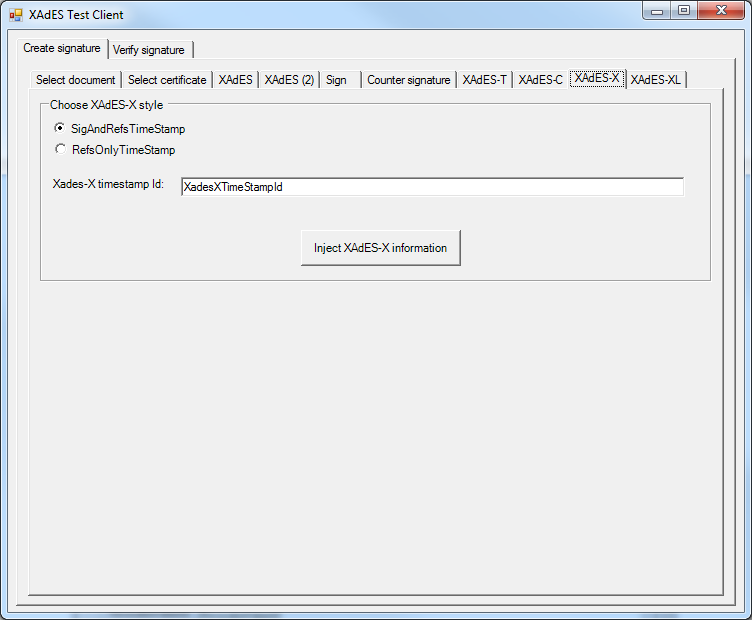 XAdES Test Client
Create signature Verify signature
Select document Select certificate XAdES XAdES (2) Sign Counter signature XAdES-T XAdES-C XAdES-X XAdES-XL
Choose XAdES-X style
SigAndRefsTimeStamp
RefsOnlyTimeStamp
Xades-X timestamp Id: XadesXTimeStampId
Inject XAdES-X information